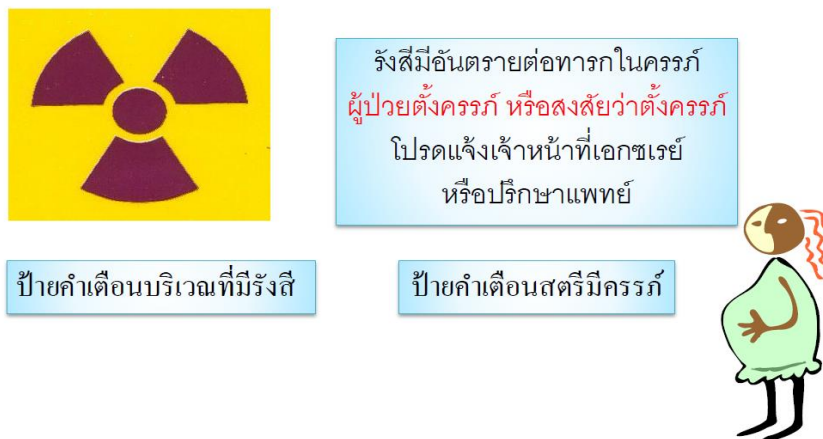 รังสีมีอันตรายต่อทารกในครรภ์
ผู้ป่วยตั้งครรภ์ หรือสงสัยว่าตั้งครรภ์
โปรดแจ้งเจ้าหน้าที่เอกซเรย์
หรือปรึกษาแพทย์
ป้ายคำเตือนบริเวณที่มีรังสี
ป้ายคำเตือนสตรีมีครรภ์